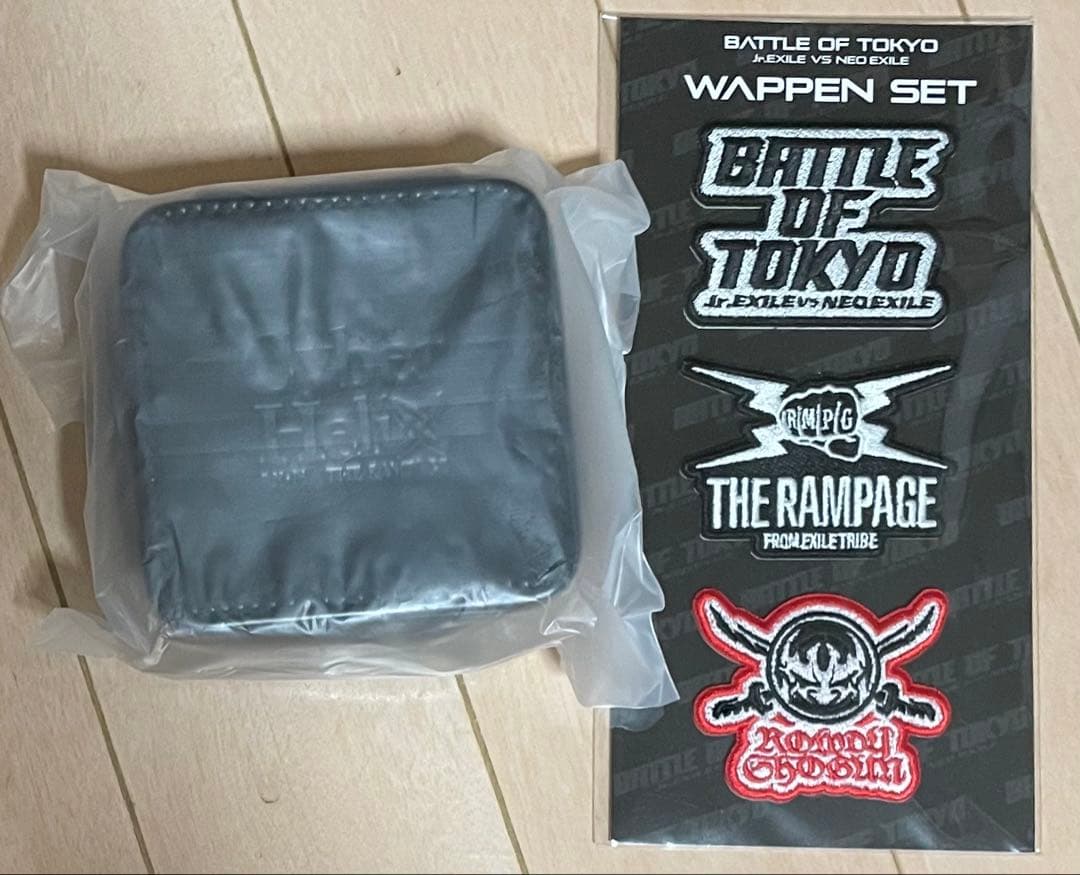 Helix
BATTLE OF TOKYO
Jr.EXILE VS NEO EXILE
WAPPEN SET
BATTLE
OF
TOKYO
Jr.EXILE VS NEO EXILE
R/M/P/G
THE RAMPAGE
FROM EXILE TRIBE
ROWDY
SHOGUN